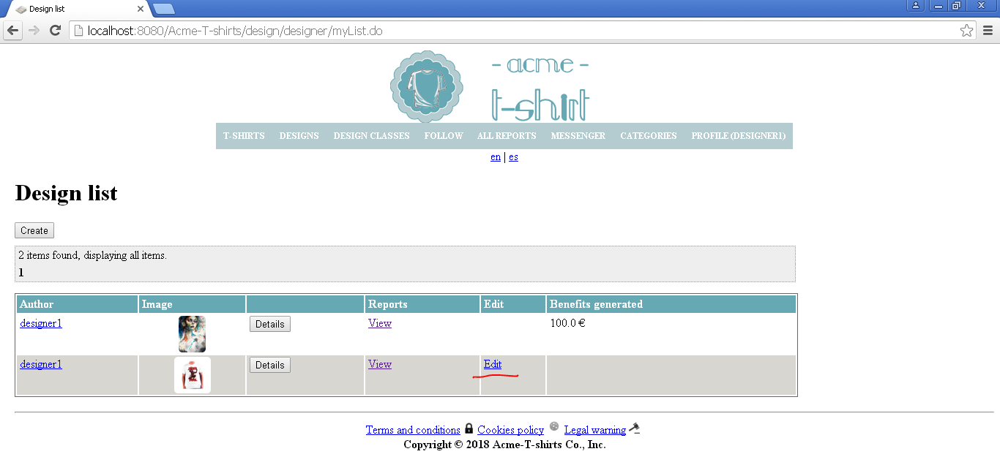 Design list
localhost:8080/Acme-T-shirts/design/designer/myList.do
- acme -
t-shirt
T-SHIRTS DESIGNS DESIGN CLASSES FOLLOW ALL REPORTS MESSENGER CATEGORIES PROFILE (DESIGNER1)
en | es
Design list
Create
2 items found, displaying all items.
1
Author Image Reports Edit Benefits generated
designer1 Details View 100.0 €
designer1 Details View Edit
Terms and conditions Cookies policy Legal warning
Copyright © 2018 Acme-T-shirts Co., Inc.